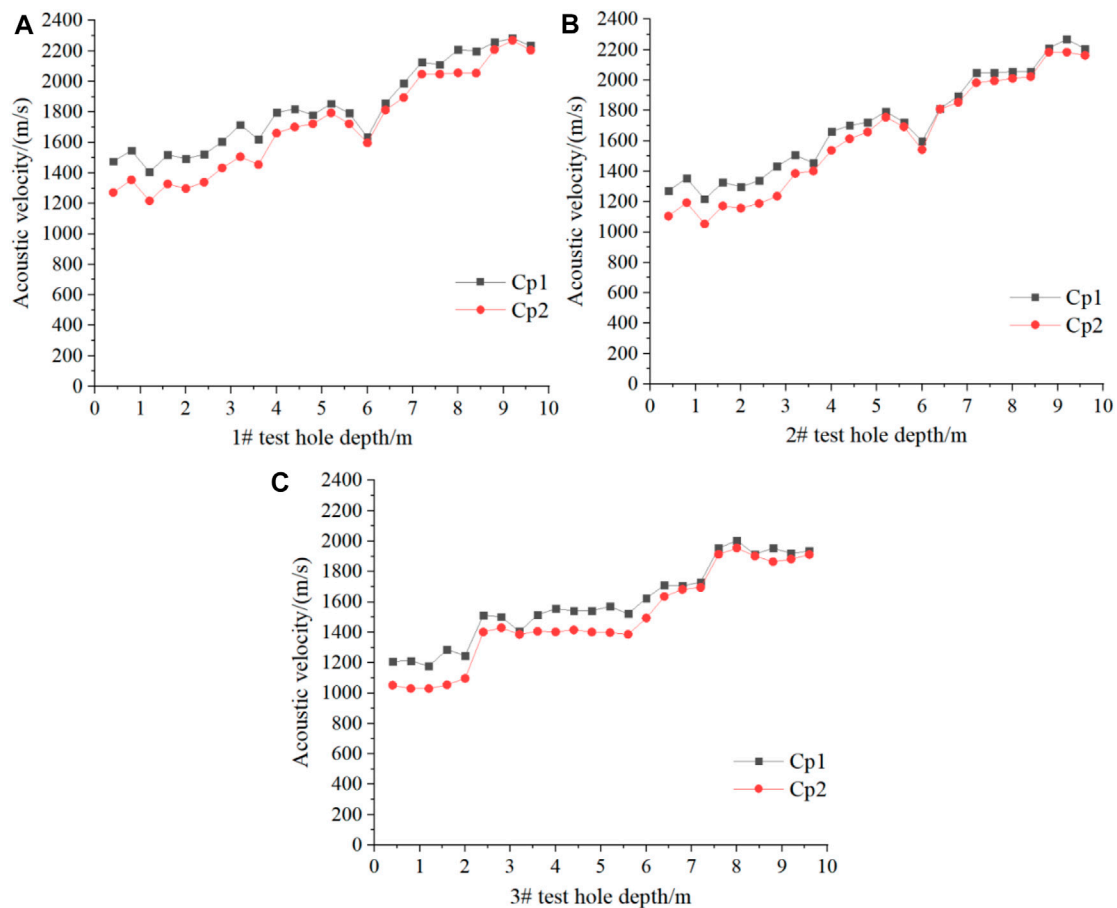 A
2400
2200
2000
1800
1600
1400
1200
1000
800
600
400
200
0
Acoustic velocity/(m/s)
Cp1
Cp2
0 1 2 3 4 5 6 7 8 9 10
1# test hole depth/m
B
2400
2200
2000
1800
1600
1400
1200
1000
800
600
400
200
0
Acoustic velocity/(m/s)
Cp1
Cp2
0 1 2 3 4 5 6 7 8 9 10
2# test hole depth/m
C
2400
2200
2000
1800
1600
1400
1200
1000
800
600
400
200
0
Acoustic velocity/(m/s)
Cp1
Cp2
0 1 2 3 4 5 6 7 8 9 10
3# test hole depth/m